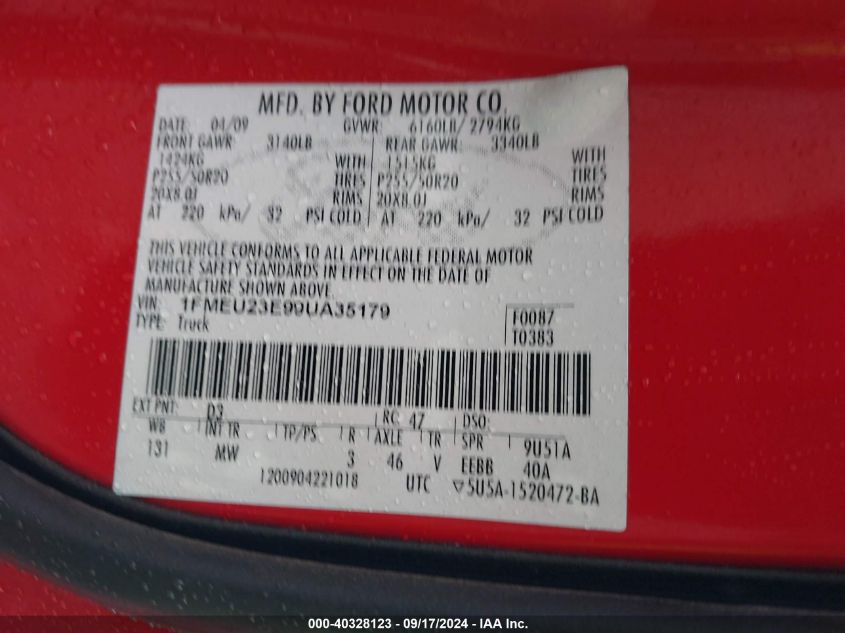 MFD. BY FORD MOTOR CO.
DATE: 04/09 GVWR: 6160LB/ 2794KG
FRONT GAWR: 3140LB REAR GAWR: 3340LB
1424KG WITH 1515KG WITH
P255/50R20 TIRES P255/50R20 TIRES
20X8.0J RIMS 20X8.0J RIMS
AT 220 kPa/ 32 PSI COLD AT 220 kPa/ 32 PSI COLD
THIS VEHICLE CONFORMS TO ALL APPLICABLE FEDERAL MOTOR
VEHICLE SAFETY STANDARDS IN EFFECT ON THE DATE OF
MANUFACTURE SHOWN ABOVE.
VIN: 1FMEU23E99UA35179 F0087
TYPE: Truck T0383
EXT PNT: D3 RC: 47 DSO:
WB INT TR TP/PS R AXLE TR SPR 9U51A
131 MW 3 46 V EEBB 40A
1200904221018 UTC ▽5U5A-1520472-BA
000-40328123 - 09/17/2024 - IAA Inc.